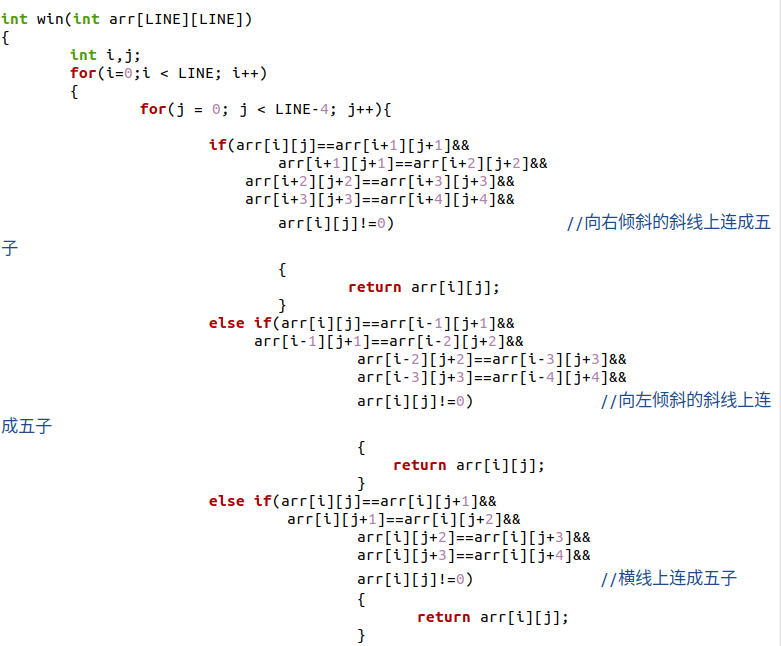 int win(int arr[LINE][LINE])
{
int i,j;
for(i=0;i < LINE; i++)
{
for(j = 0; j < LINE-4; j++){
if(arr[i][j]==arr[i+1][j+1]&&
arr[i+1][j+1]==arr[i+2][j+2]&&
arr[i+2][j+2]==arr[i+3][j+3]&&
arr[i+3][j+3]==arr[i+4][j+4]&&
arr[i][j]!=0) //向右倾斜的斜线上连成五
子
{
return arr[i][j];
}
else if(arr[i][j]==arr[i-1][j+1]&&
arr[i-1][j+1]==arr[i-2][j+2]&&
arr[i-2][j+2]==arr[i-3][j+3]&&
arr[i-3][j+3]==arr[i-4][j+4]&&
arr[i][j]!=0) //向左倾斜的斜线上连
成五子
{
return arr[i][j];
}
else if(arr[i][j]==arr[i][j+1]&&
arr[i][j+1]==arr[i][j+2]&&
arr[i][j+2]==arr[i][j+3]&&
arr[i][j+3]==arr[i][j+4]&&
arr[i][j]!=0) //横线上连成五子
{
return arr[i][j];
}